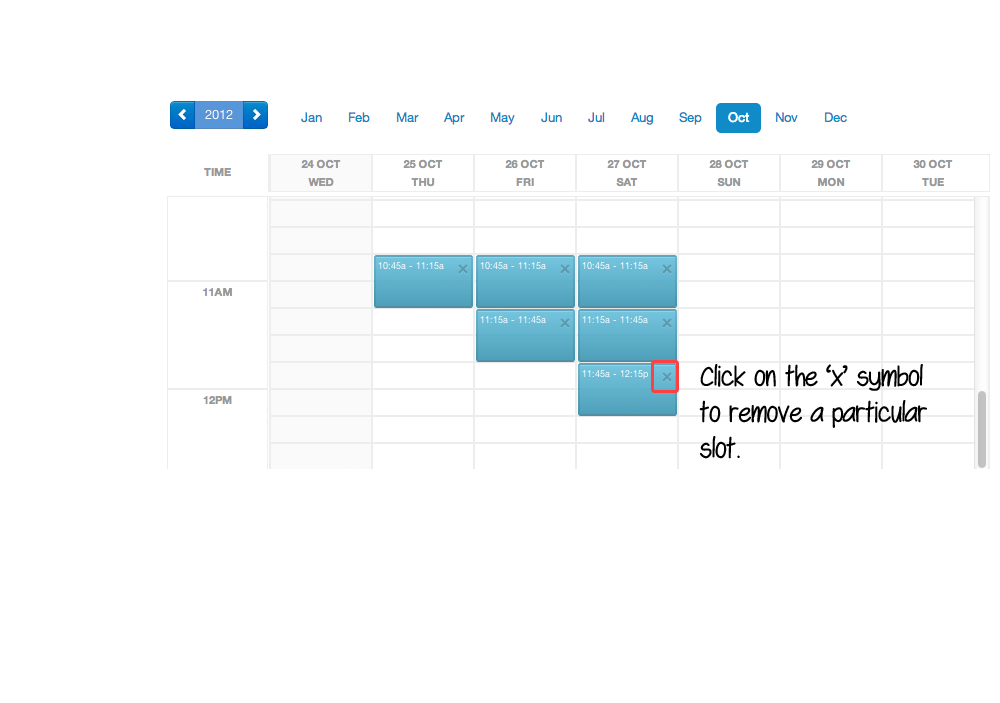 2012 Jan Feb Mar Apr May Jun Jul Aug Sep Oct Nov Dec
TIME
24 OCT 25 OCT 26 OCT 27 OCT 28 OCT 29 OCT 30 OCT
WED THU FRI SAT SUN MON TUE
10:45a - 11:15a 10:45a - 11:15a 10:45a - 11:15a
11AM
11:15a - 11:45a 11:15a - 11:45a
11:45a - 12:15p
12PM
Click on the ‘x’ symbol
to remove a particular
slot.